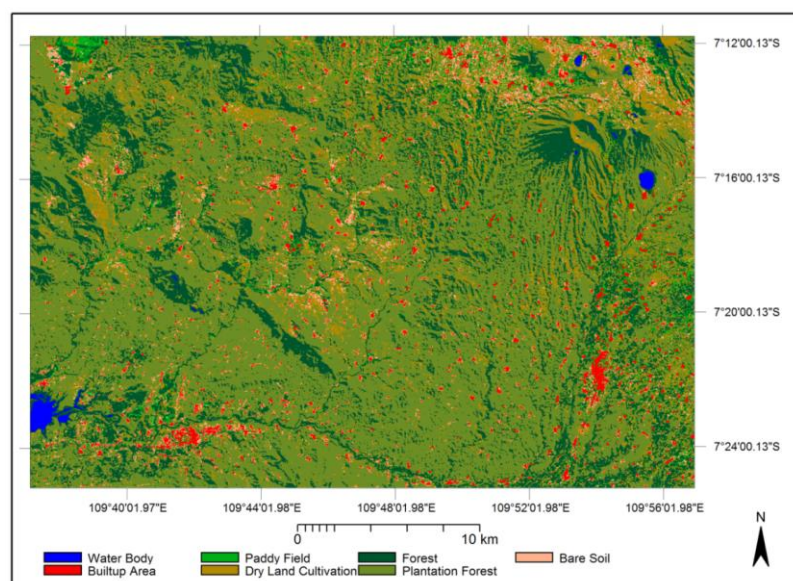 7°12'00.13"S
7°16'00.13"S
7°20'00.13"S
7°24'00.13"S
109°40'01.97"E 109°44'01.98"E 109°48'01.98"E 109°52'01.98"E 109°56'01.98"E
0 10 km
N
Water Body Paddy Field Forest Bare Soil
Builtup Area Dry Land Cultivation Plantation Forest